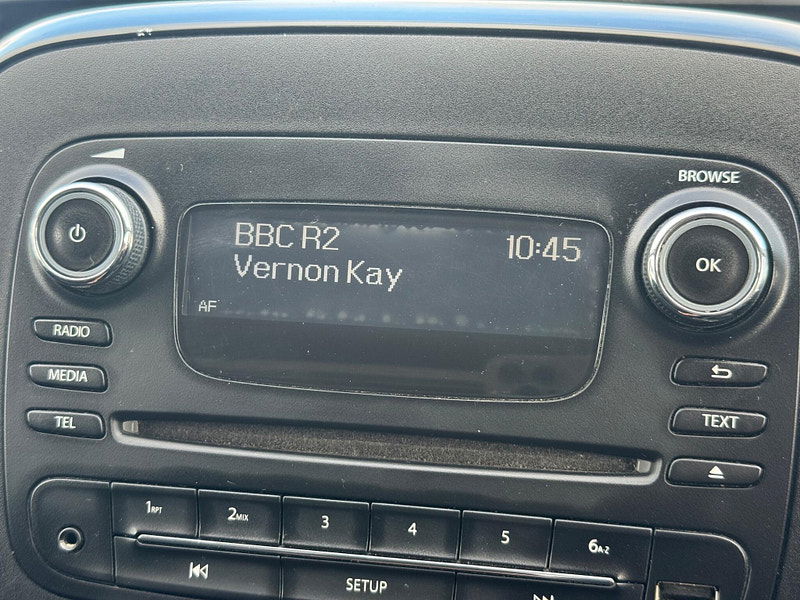 BROWSE
BBC R2
10:45
Vernon Kay
AF
OK
RADIO
MEDIA
TEL
TEXT
1RPT
2MIX
3
4
5
6A-Z
SETUP